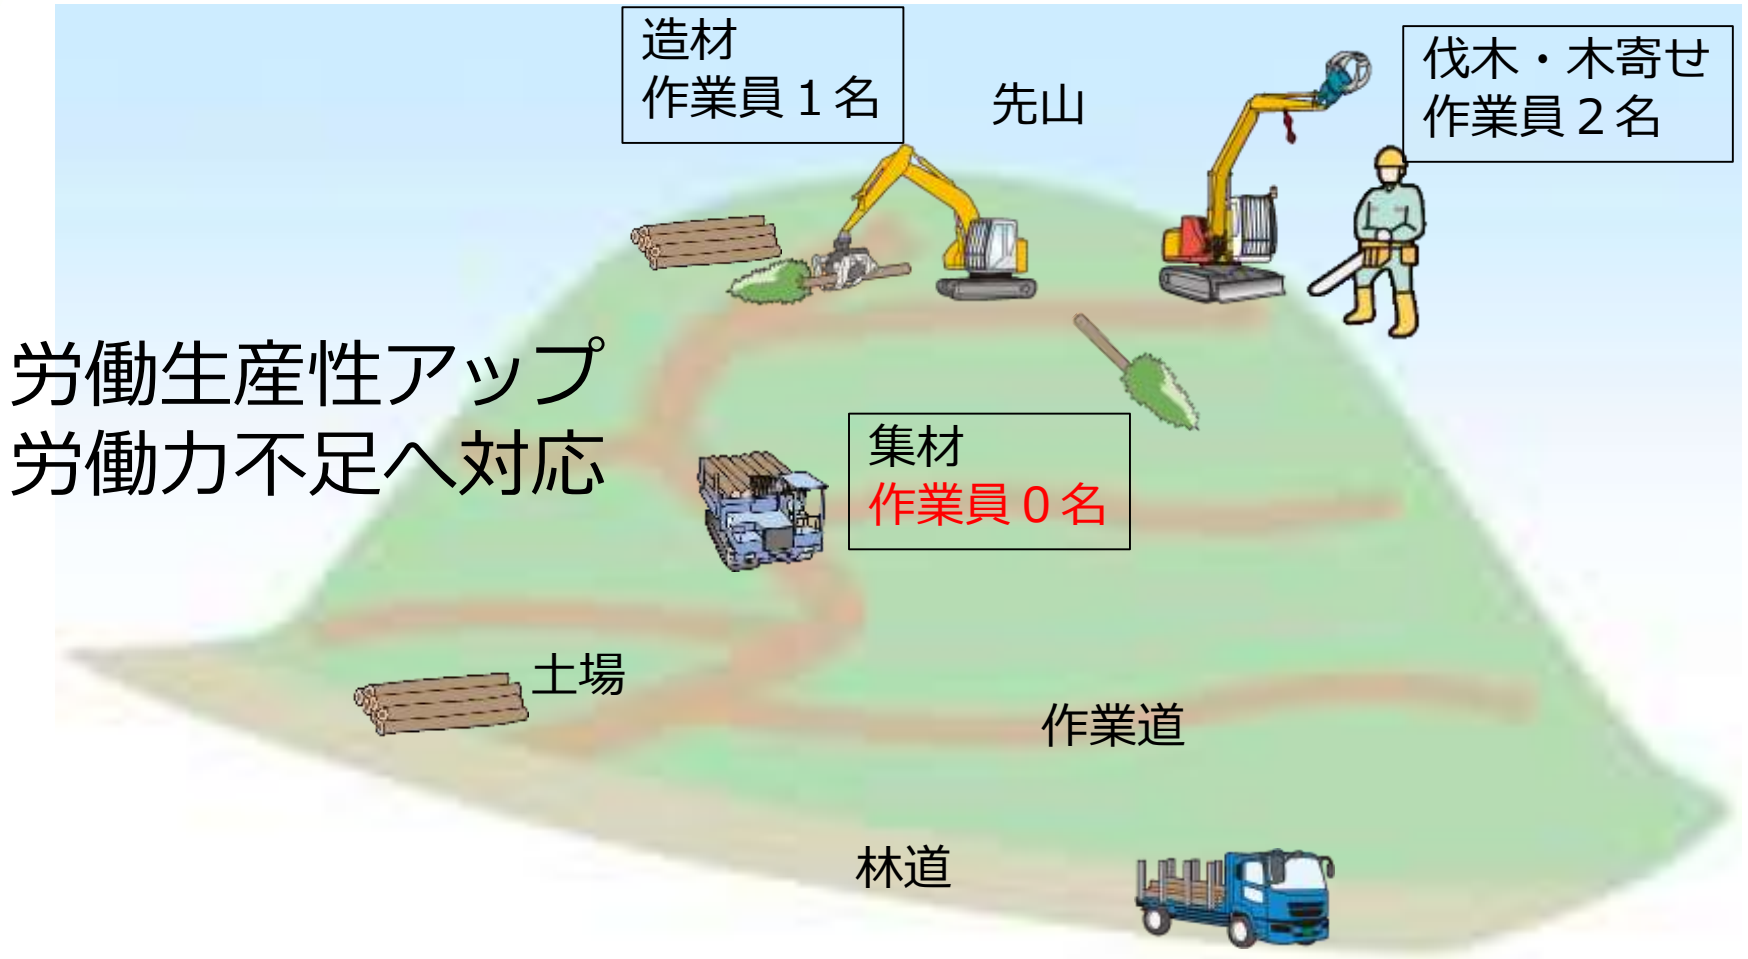 造材
作業員１名
先山
伐木・木寄せ
作業員２名
労働生産性アップ
労働力不足へ対応
集材
作業員０名
土場
作業道
林道